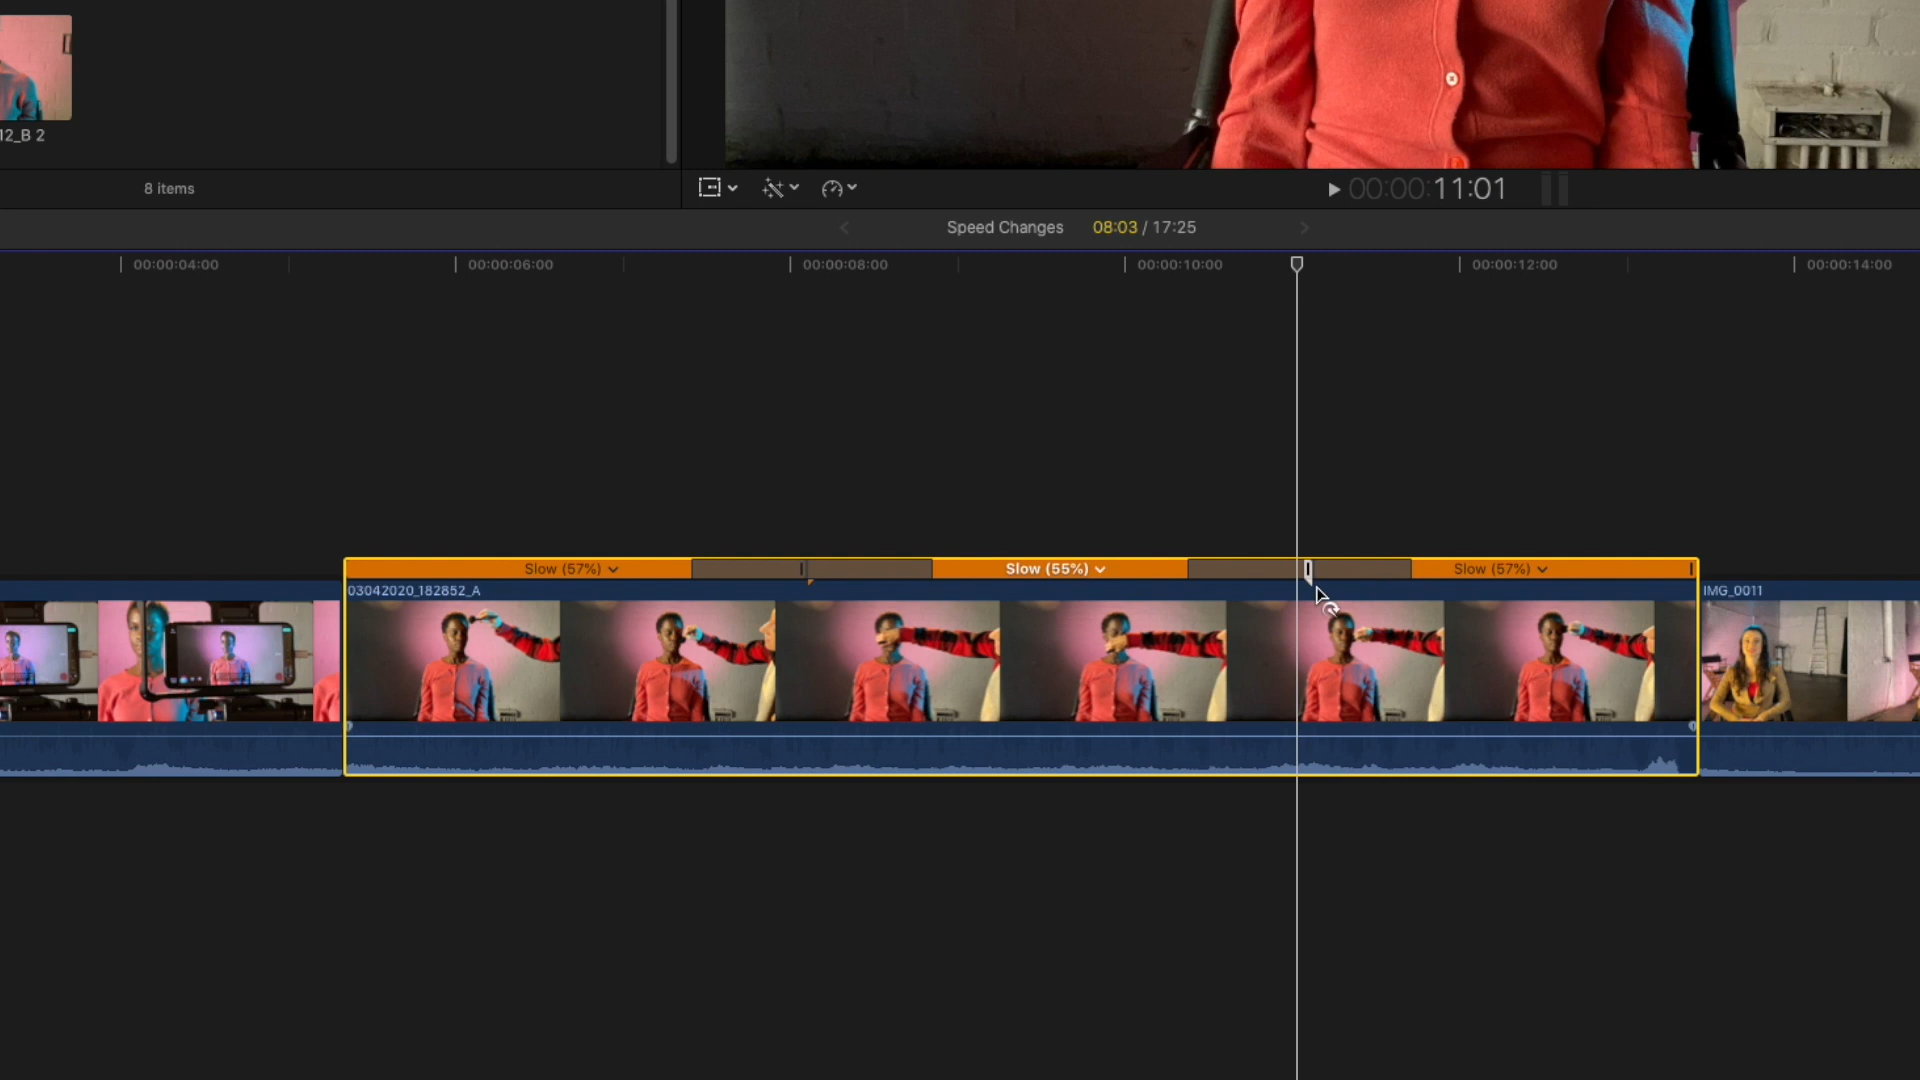 12_B 2
8 items
00:00:11:01
Speed Changes 08:03 / 17:25
00:00:04:00 00:00:06:00 00:00:08:00 00:00:10:00 00:00:12:00 00:00:14:00
Slow (57%) Slow (55%) Slow (57%)
03042020_182852_A IMG_0011